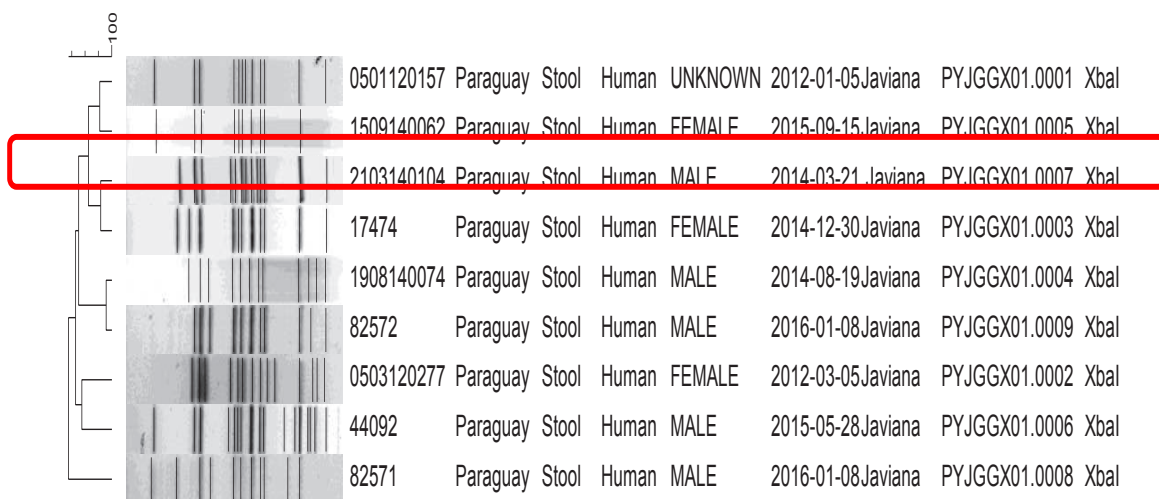 100
0501120157 Paraguay Stool Human UNKNOWN 2012-01-05Javiana PYJGGX01.0001 XbaI
1509140062 Paraguay Stool Human FEMALE 2015-09-15Javiana PYJGGX01.0005 XbaI
2103140104 Paraguay Stool Human MALE 2014-03-21 Javiana PYJGGX01.0007 XbaI
17474 Paraguay Stool Human FEMALE 2014-12-30Javiana PYJGGX01.0003 XbaI
1908140074 Paraguay Stool Human MALE 2014-08-19Javiana PYJGGX01.0004 XbaI
82572 Paraguay Stool Human MALE 2016-01-08Javiana PYJGGX01.0009 XbaI
0503120277 Paraguay Stool Human FEMALE 2012-03-05Javiana PYJGGX01.0002 XbaI
44092 Paraguay Stool Human MALE 2015-05-28Javiana PYJGGX01.0006 XbaI
82571 Paraguay Stool Human MALE 2016-01-08Javiana PYJGGX01.0008 XbaI